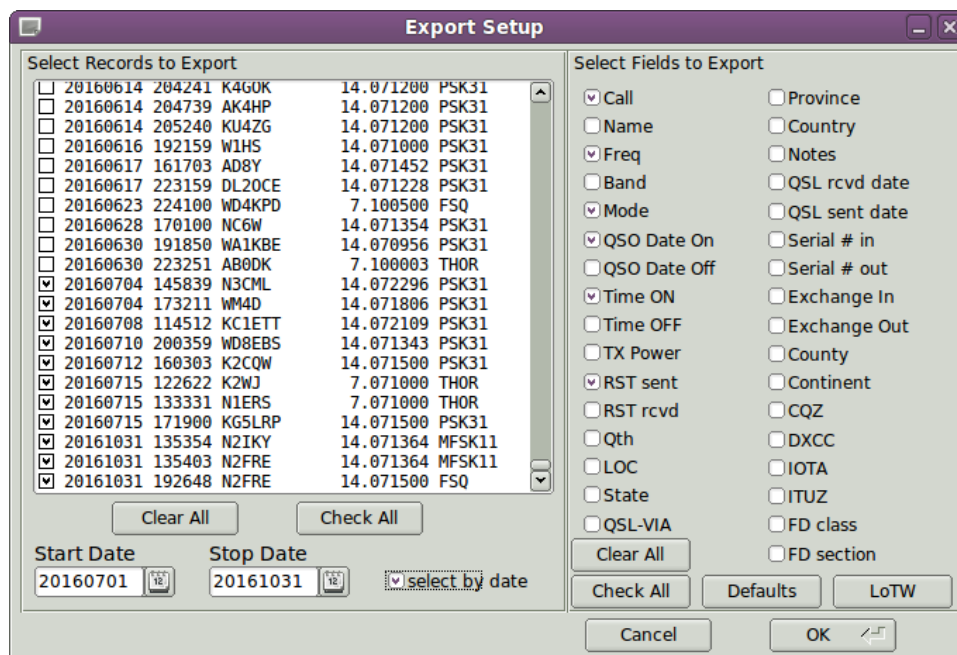 Export Setup
Select Records to Export
20160614 204241 K4GOK 14.071200 PSK31
20160614 204739 AK4HP 14.071200 PSK31
20160614 205240 KU4ZG 14.071200 PSK31
20160616 192159 W1HS 14.071000 PSK31
20160617 161703 AD8Y 14.071452 PSK31
20160617 223159 DL2OCE 14.071228 PSK31
20160623 224100 WD4KPD 7.100500 FSQ
20160628 170100 NC6W 14.071354 PSK31
20160630 191850 WA1KBE 14.070956 PSK31
20160630 223251 AB0DK 7.100003 THOR
20160704 145839 N3CML 14.072296 PSK31
20160704 173211 WM4D 14.071806 PSK31
20160708 114512 KC1ETT 14.072109 PSK31
20160710 200359 WD8EBS 14.071343 PSK31
20160712 160303 K2CQW 14.071500 PSK31
20160715 122622 K2WJ 7.071000 THOR
20160715 133331 N1ERS 7.071000 THOR
20160715 171900 KG5LRP 14.071500 PSK31
20161031 135354 N2IKY 14.071364 MFSK11
20161031 135403 N2FRE 14.071364 MFSK11
20161031 192648 N2FRE 14.071500 FSQ
Clear All Check All
Start Date Stop Date
20160701 12 20161031 12 select by date
Select Fields to Export
Call Province
Name Country
Freq Notes
Band QSL rcvd date
Mode QSL sent date
QSO Date On Serial # in
QSO Date Off Serial # out
Time ON Exchange In
Time OFF Exchange Out
TX Power County
RST sent Continent
RST rcvd CQZ
Qth DXCC
LOC IOTA
State ITUZ
QSL-VIA FD class
Clear All FD section
Check All Defaults LoTW
Cancel OK